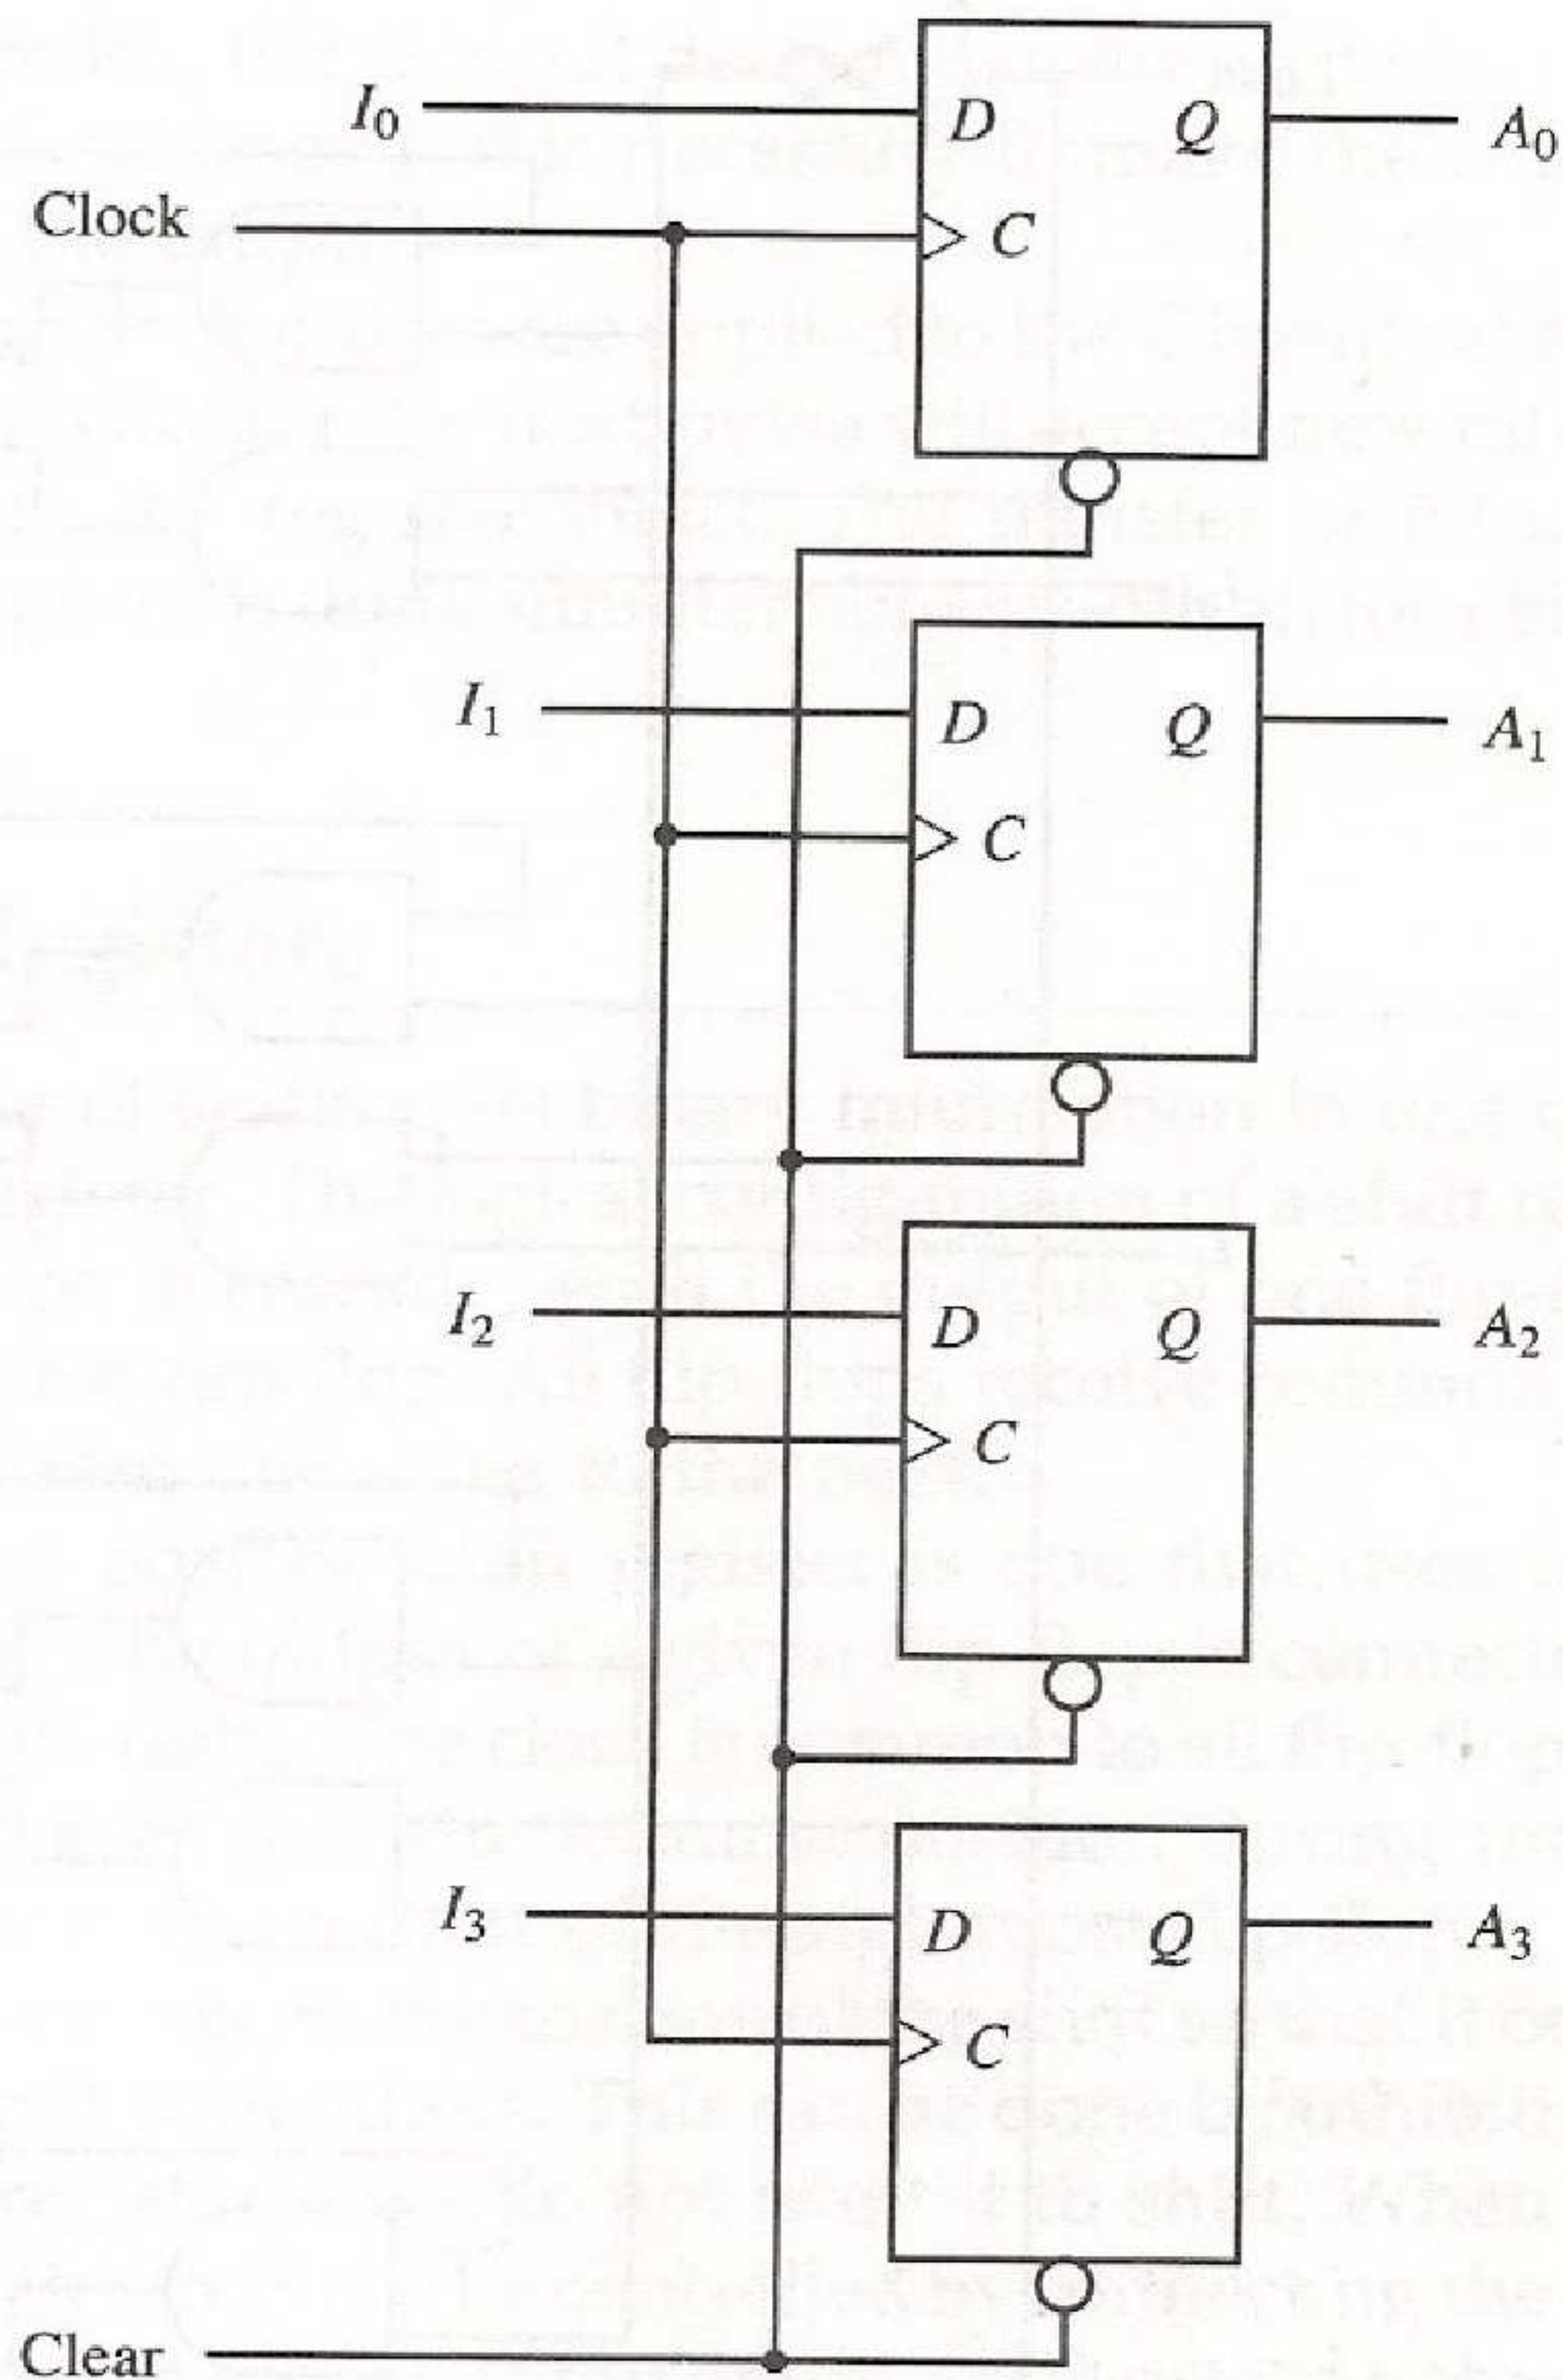 I₀ D Q A₀
Clock C
I₁ D Q A₁
C
I₂ D Q A₂
C
I₃ D Q A₃
C
Clear